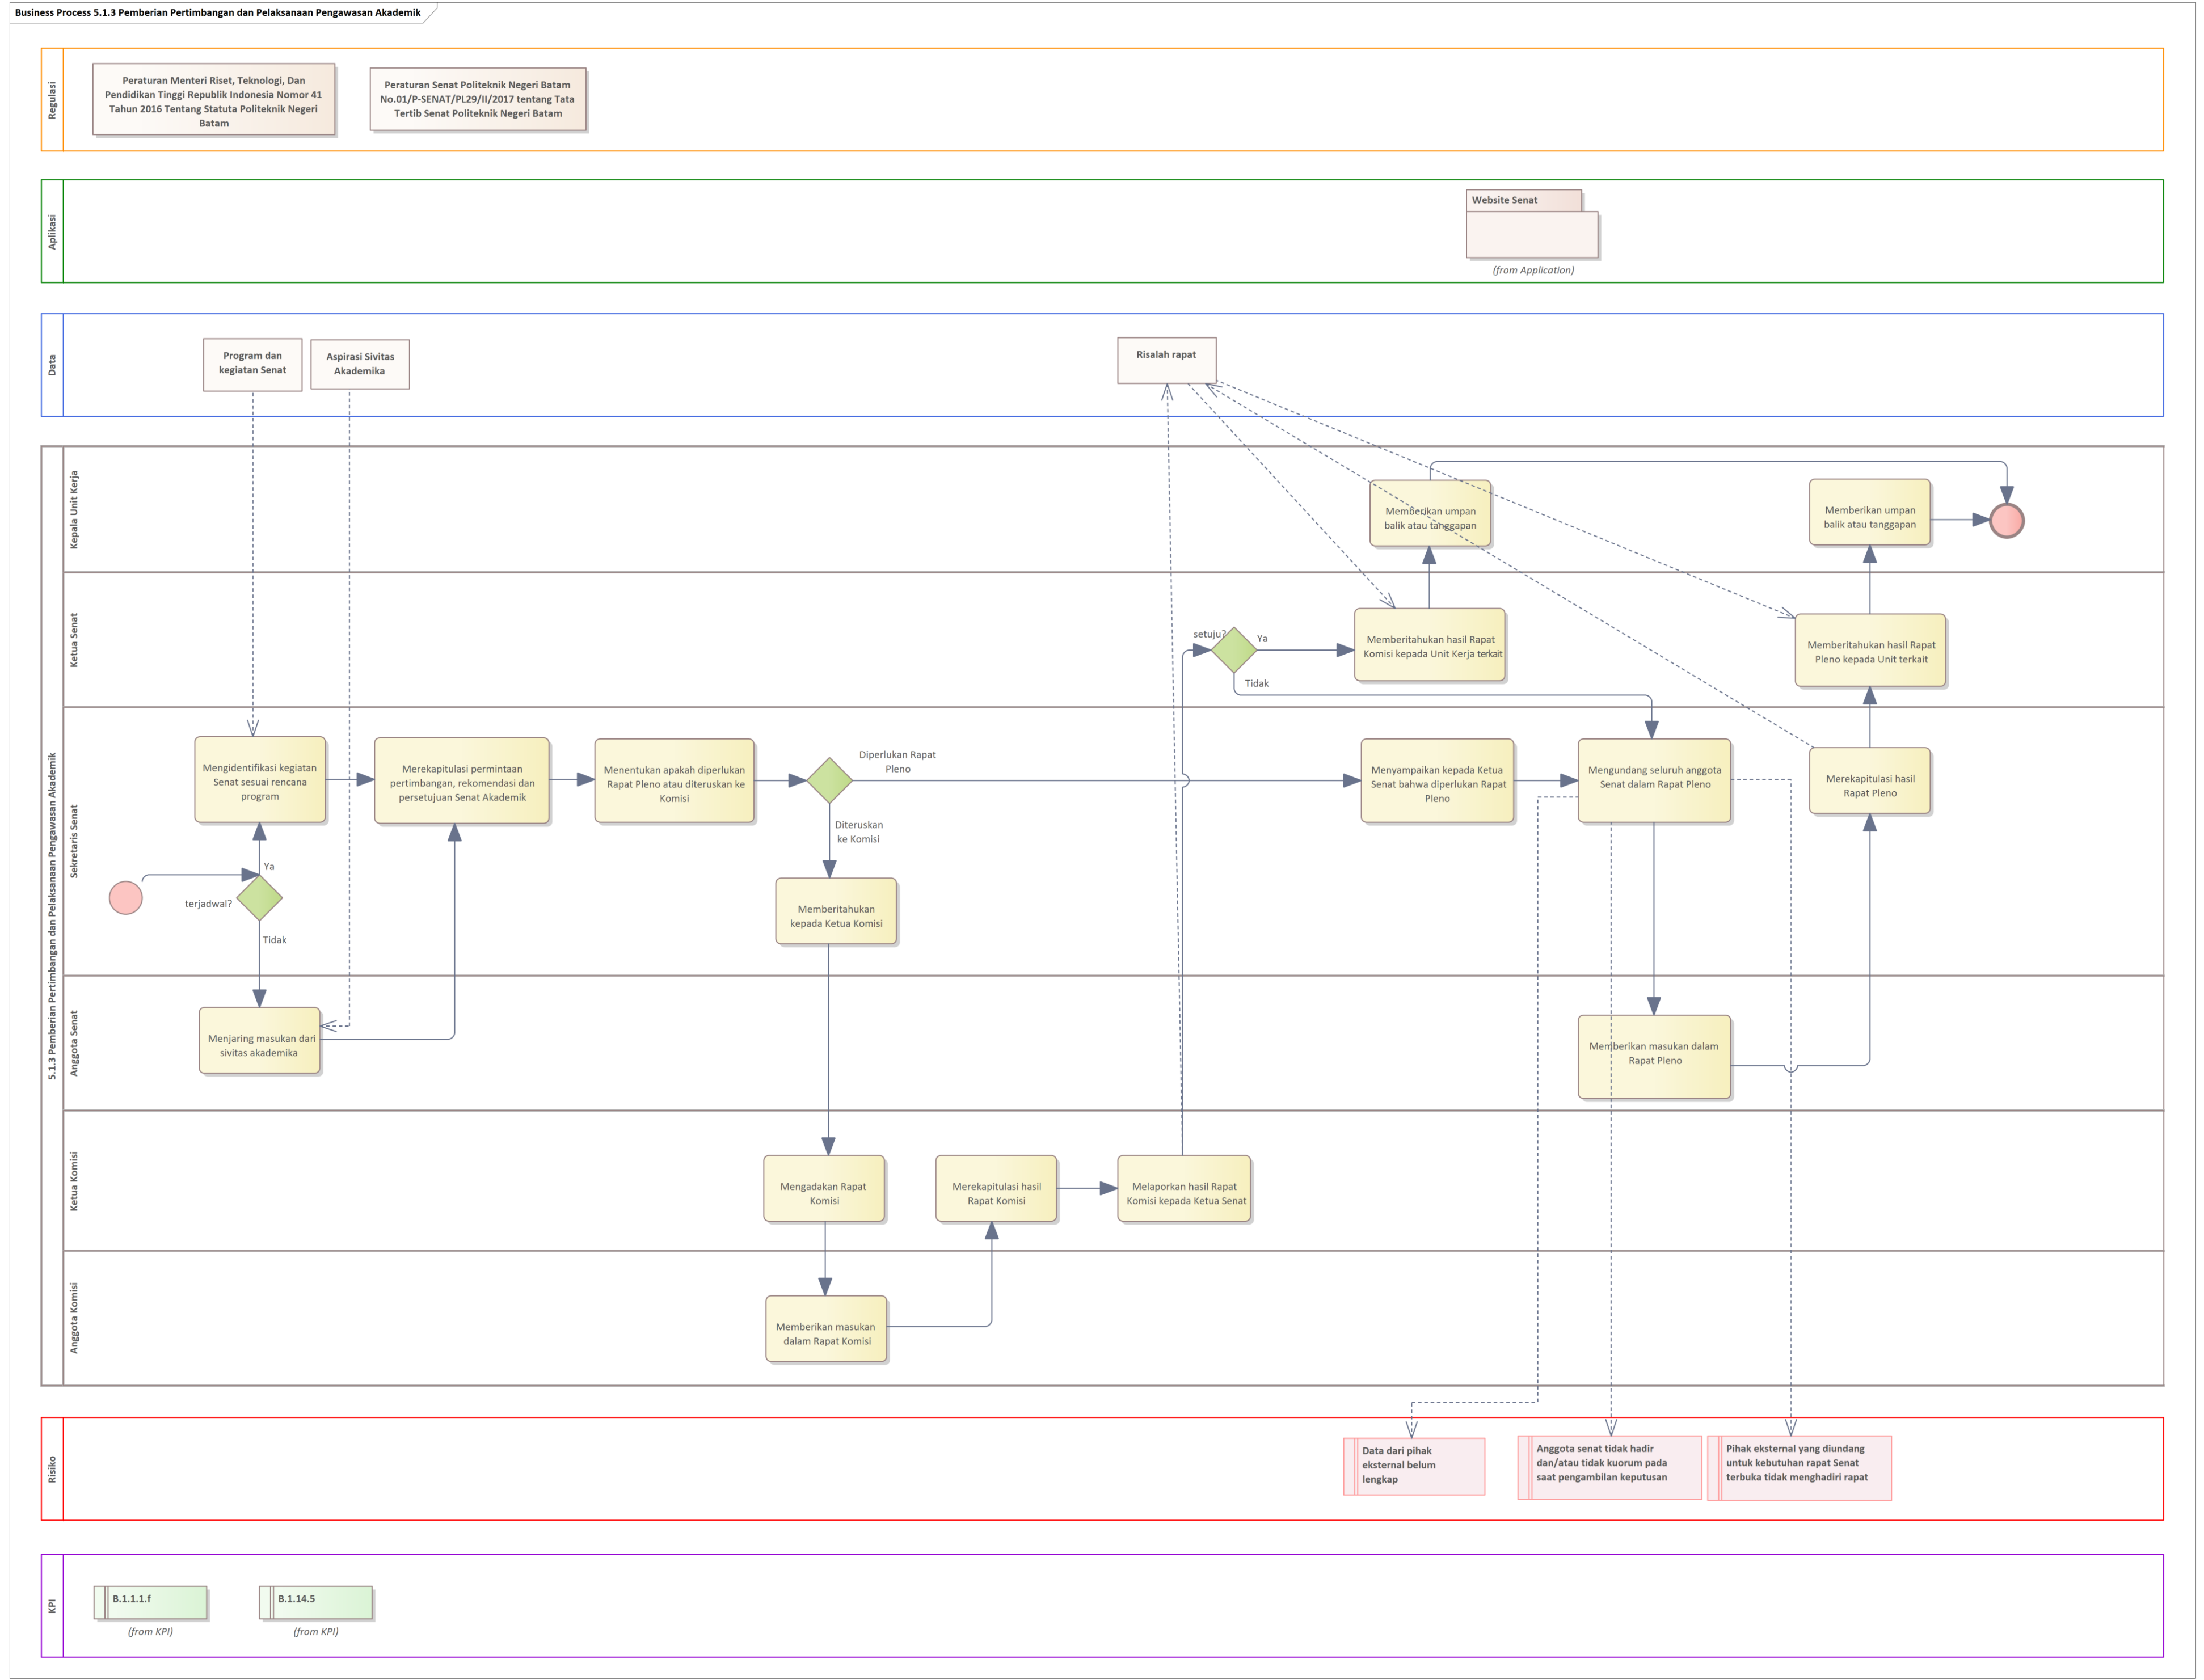 Business Process 5.1.3 Pemberian Pertimbangan dan Pelaksanaan Pengawasan Akademik
Regulasi
Peraturan Menteri Riset, Teknologi, Dan
Pendidikan Tinggi Republik Indonesia Nomor 41
Tahun 2016 Tentang Statuta Politeknik Negeri
Batam
Peraturan Senat Politeknik Negeri Batam
No.01/P-SENAT/PL29/II/2017 tentang Tata
Tertib Senat Politeknik Negeri Batam
Aplikasi
Website Senat
(from Application)
Data
Program dan
kegiatan Senat
Aspirasi Sivitas
Akademika
Risalah rapat
5.1.3 Pemberian Pertimbangan dan Pelaksanaan Pengawasan Akademik
Kepala Unit Kerja
Memberikan umpan
balik atau tanggapan
Memberikan umpan
balik atau tanggapan
Ketua Senat
setuju?
Ya
Tidak
Memberitahukan hasil Rapat
Komisi kepada Unit Kerja terkait
Memberitahukan hasil Rapat
Pleno kepada Unit terkait
Sekretaris Senat
terjadwal?
Ya
Tidak
Mengidentifikasi kegiatan
Senat sesuai rencana
program
Merekapitulasi permintaan
pertimbangan, rekomendasi dan
persetujuan Senat Akademik
Menentukan apakah diperlukan
Rapat Pleno atau diteruskan ke
Komisi
Diperlukan Rapat
Pleno
Diteruskan
ke Komisi
Memberitahukan
kepada Ketua Komisi
Menyampaikan kepada Ketua
Senat bahwa diperlukan Rapat
Pleno
Mengundang seluruh anggota
Senat dalam Rapat Pleno
Merekapitulasi hasil
Rapat Pleno
Anggota Senat
Menjaring masukan dari
sivitas akademika
Memberikan masukan dalam
Rapat Pleno
Ketua Komisi
Mengadakan Rapat
Komisi
Merekapitulasi hasil
Rapat Komisi
Melaporkan hasil Rapat
Komisi kepada Ketua Senat
Anggota Komisi
Memberikan masukan
dalam Rapat Komisi
Risiko
Data dari pihak
eksternal belum
lengkap
Anggota senat tidak hadir
dan/atau tidak kuorum pada
saat pengambilan keputusan
Pihak eksternal yang diundang
untuk kebutuhan rapat Senat
terbuka tidak menghadiri rapat
KPI
B.1.1.1.f
(from KPI)
B.1.14.5
(from KPI)